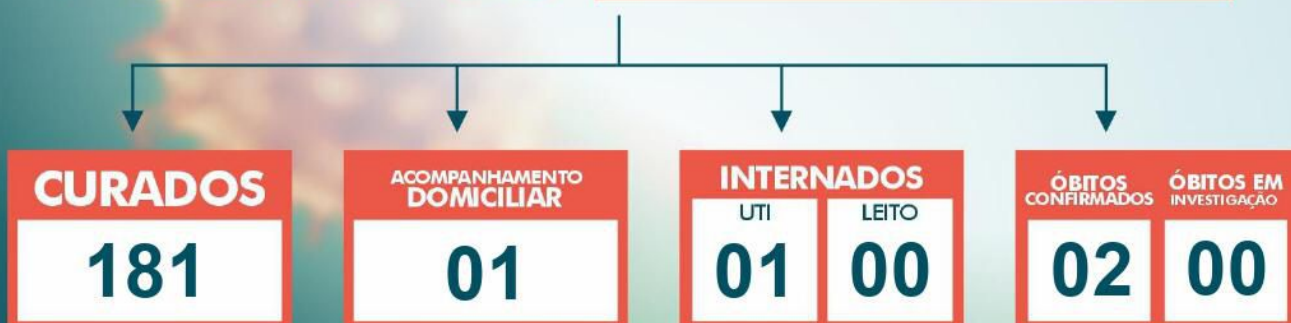 CURADOS
181
ACOMPANHAMENTO
DOMICILIAR
01
INTERNADOS
UTI
01
LEITO
00
ÓBITOS
CONFIRMADOS
02
ÓBITOS EM
INVESTIGAÇÃO
00